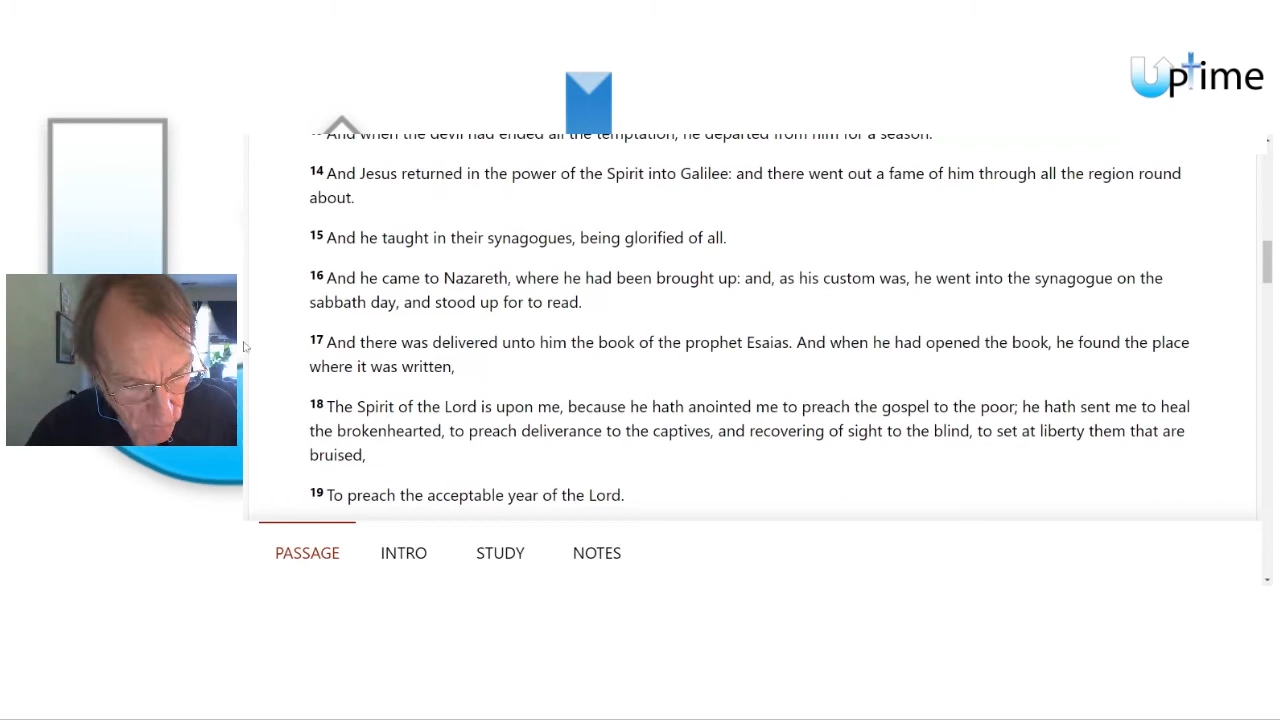 Uptime
And when the devil had ended all the temptation, he departed from him for a season.
14 And Jesus returned in the power of the Spirit into Galilee: and there went out a fame of him through all the region round
about.
15 And he taught in their synagogues, being glorified of all.
16 And he came to Nazareth, where he had been brought up: and, as his custom was, he went into the synagogue on the
sabbath day, and stood up for to read.
17 And there was delivered unto him the book of the prophet Esaias. And when he had opened the book, he found the place
where it was written,
18 The Spirit of the Lord is upon me, because he hath anointed me to preach the gospel to the poor; he hath sent me to heal
the brokenhearted, to preach deliverance to the captives, and recovering of sight to the blind, to set at liberty them that are
bruised,
19 To preach the acceptable year of the Lord.
PASSAGE INTRO STUDY NOTES